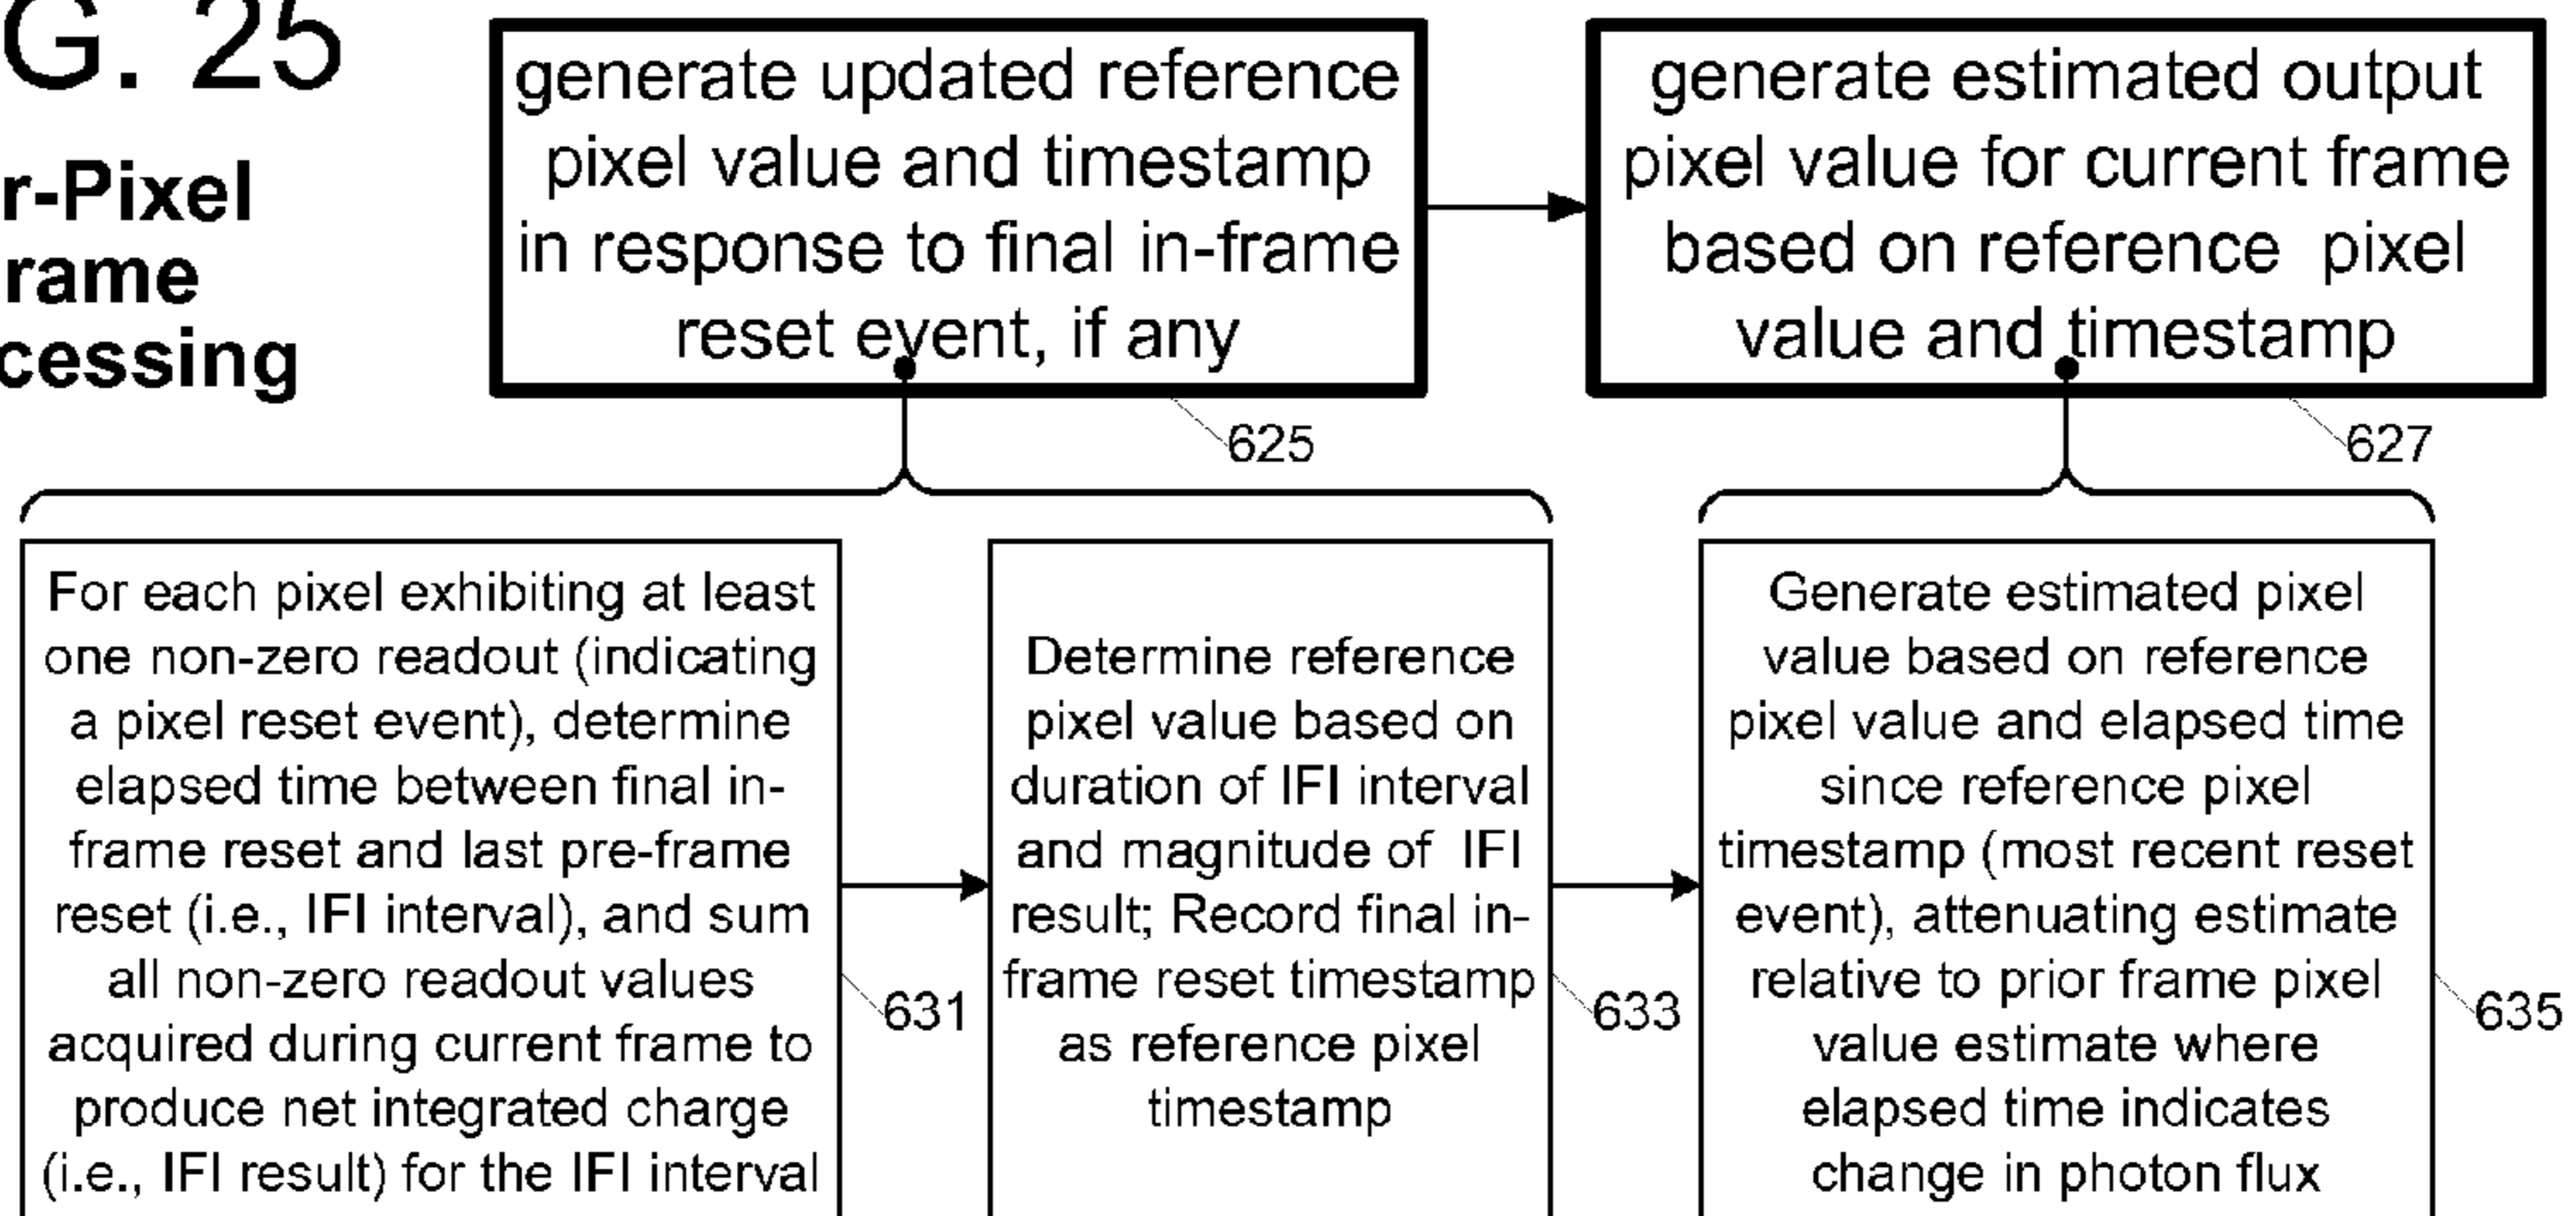 G. 25
r-Pixel
rame
cessing
generate updated reference
pixel value and timestamp
in response to final in-frame
reset event, if any
625
generate estimated output
pixel value for current frame
based on reference pixel
value and timestamp
627
For each pixel exhibiting at least
one non-zero readout (indicating
a pixel reset event), determine
elapsed time between final in-
frame reset and last pre-frame
reset (i.e., IFI interval), and sum
all non-zero readout values
acquired during current frame to
produce net integrated charge
(i.e., IFI result) for the IFI interval
631
Determine reference
pixel value based on
duration of IFI interval
and magnitude of IFI
result; Record final in-
frame reset timestamp
as reference pixel
timestamp
633
Generate estimated pixel
value based on reference
pixel value and elapsed time
since reference pixel
timestamp (most recent reset
event), attenuating estimate
relative to prior frame pixel
value estimate where
elapsed time indicates
change in photon flux
635